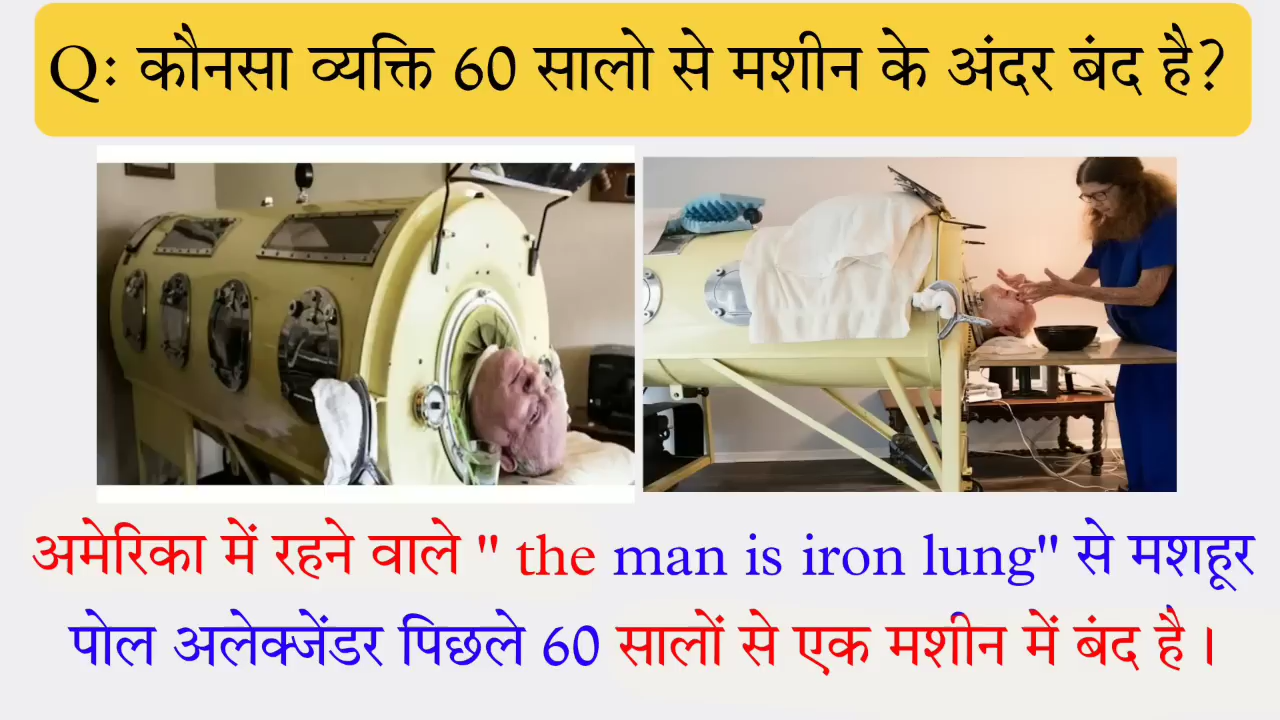 Q: कौनसा व्यक्ति 60 सालो से मशीन के अंदर बंद है?
अमेरिका में रहने वाले " the man is iron lung" से मशहूर
पोल अलेक्जेंडर पिछले 60 सालों से एक मशीन में बंद है।